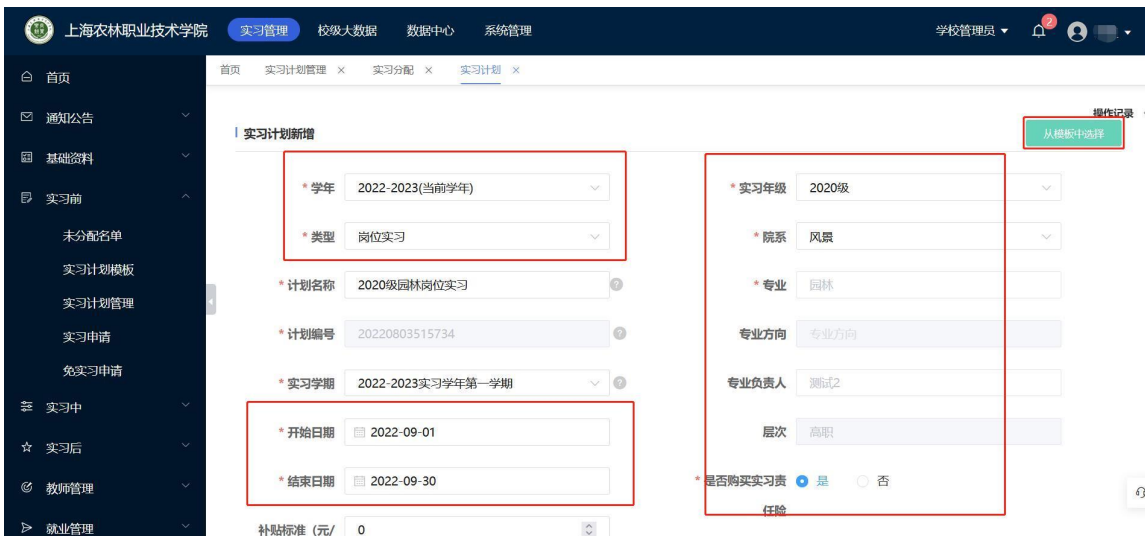 上海农林职业技术学院
实习管理 校级大数据 数据中心 系统管理
学校管理员 2
首页
通知公告
基础资料
实习前
未分配名单
实习计划模板
实习计划管理
实习申请
免实习申请
实习中
实习后
教师管理
就业管理
首页 实习计划管理 × 实习分配 × 实习计划 ×
操作记录
实习计划新增 从模板中选择
* 学年 2022-2023(当前学年) * 实习年级 2020级
* 类型 岗位实习 * 院系 风景
* 计划名称 2020级园林岗位实习 ? * 专业 园林
* 计划编号 20220803515734 ? 专业方向 专业方向
* 实习学期 2022-2023实习学年第一学期 ? 专业负责人 测试2
* 开始日期 2022-09-01 层次 高职
* 结束日期 2022-09-30 * 是否购买实习责 是 否
任险
补贴标准（元/ 0